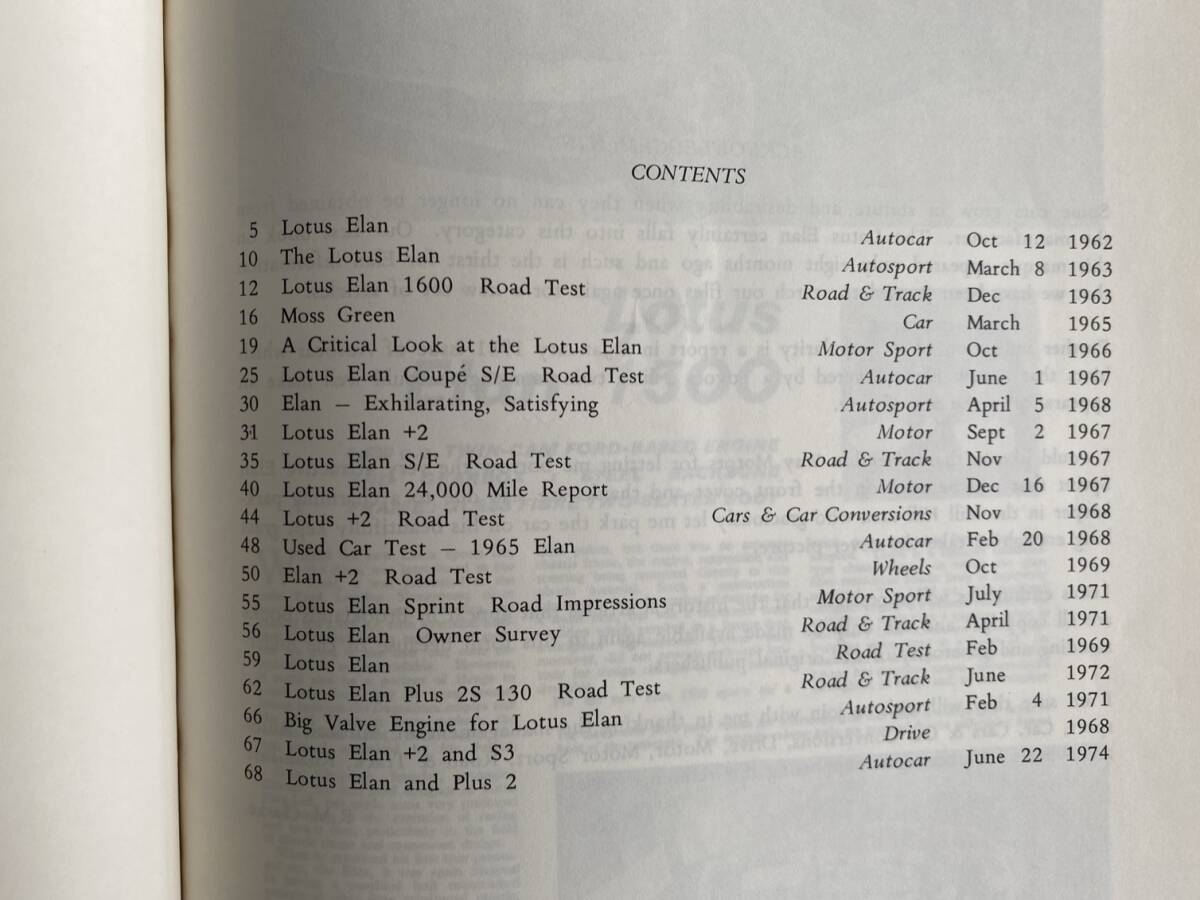 CONTENTS
5 Lotus Elan Autocar Oct 12 1962
10 The Lotus Elan Autosport March 8 1963
12 Lotus Elan 1600 Road Test Road & Track Dec 1963
16 Moss Green Car March 1965
19 A Critical Look at the Lotus Elan Motor Sport Oct 1966
25 Lotus Elan Coupé S/E Road Test Autocar June 1 1967
30 Elan — Exhilarating, Satisfying Autosport April 5 1968
31 Lotus Elan +2 Motor Sept 2 1967
35 Lotus Elan S/E Road Test Road & Track Nov 1967
40 Lotus Elan 24,000 Mile Report Motor Dec 16 1967
44 Lotus +2 Road Test Cars & Car Conversions Nov 1968
48 Used Car Test — 1965 Elan Autocar Feb 20 1968
50 Elan +2 Road Test Wheels Oct 1969
55 Lotus Elan Sprint Road Impressions Motor Sport July 1971
56 Lotus Elan Owner Survey Road & Track April 1971
59 Lotus Elan Road Test Feb 1969
62 Lotus Elan Plus 2S 130 Road Test Road & Track June 1972
66 Big Valve Engine for Lotus Elan Autosport Feb 4 1971
67 Lotus Elan +2 and S3 Drive 1968
68 Lotus Elan and Plus 2 Autocar June 22 1974